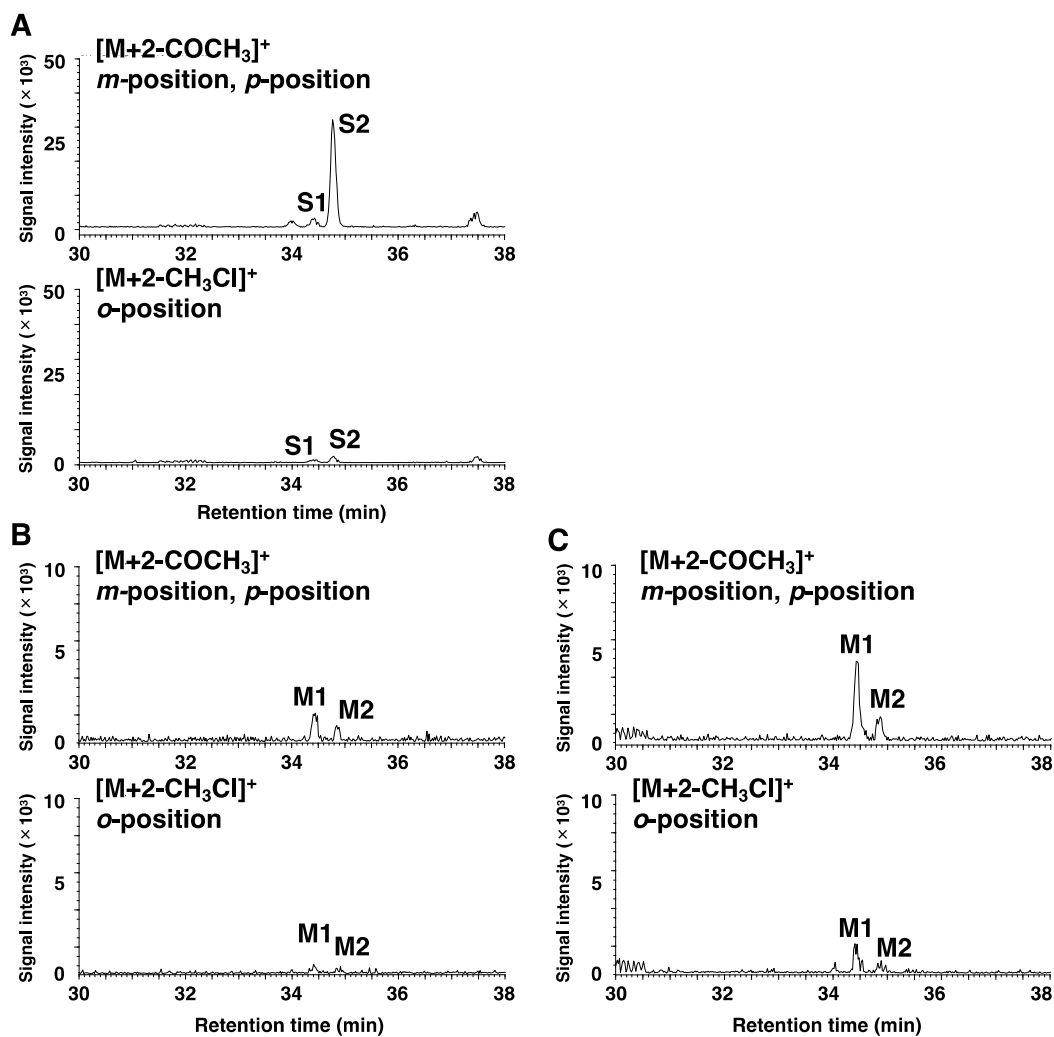 A
[M+2-COCH₃]⁺
m-position, p-position
50
25
0
Signal intensity (×10³)
S1
S2
30 32 34 36 38
[M+2-CH₃Cl]⁺
o-position
50
25
0
Signal intensity (×10³)
S1
S2
30 32 34 36 38
Retention time (min)
B
[M+2-COCH₃]⁺
m-position, p-position
10
5
0
Signal intensity (×10³)
M1
M2
30 32 34 36 38
[M+2-CH₃Cl]⁺
o-position
10
5
0
Signal intensity (×10³)
M1
M2
30 32 34 36 38
Retention time (min)
C
[M+2-COCH₃]⁺
m-position, p-position
10
5
0
Signal intensity (×10³)
M1
M2
30 32 34 36 38
[M+2-CH₃Cl]⁺
o-position
10
5
0
Signal intensity (×10³)
M1
M2
30 32 34 36 38
Retention time (min)